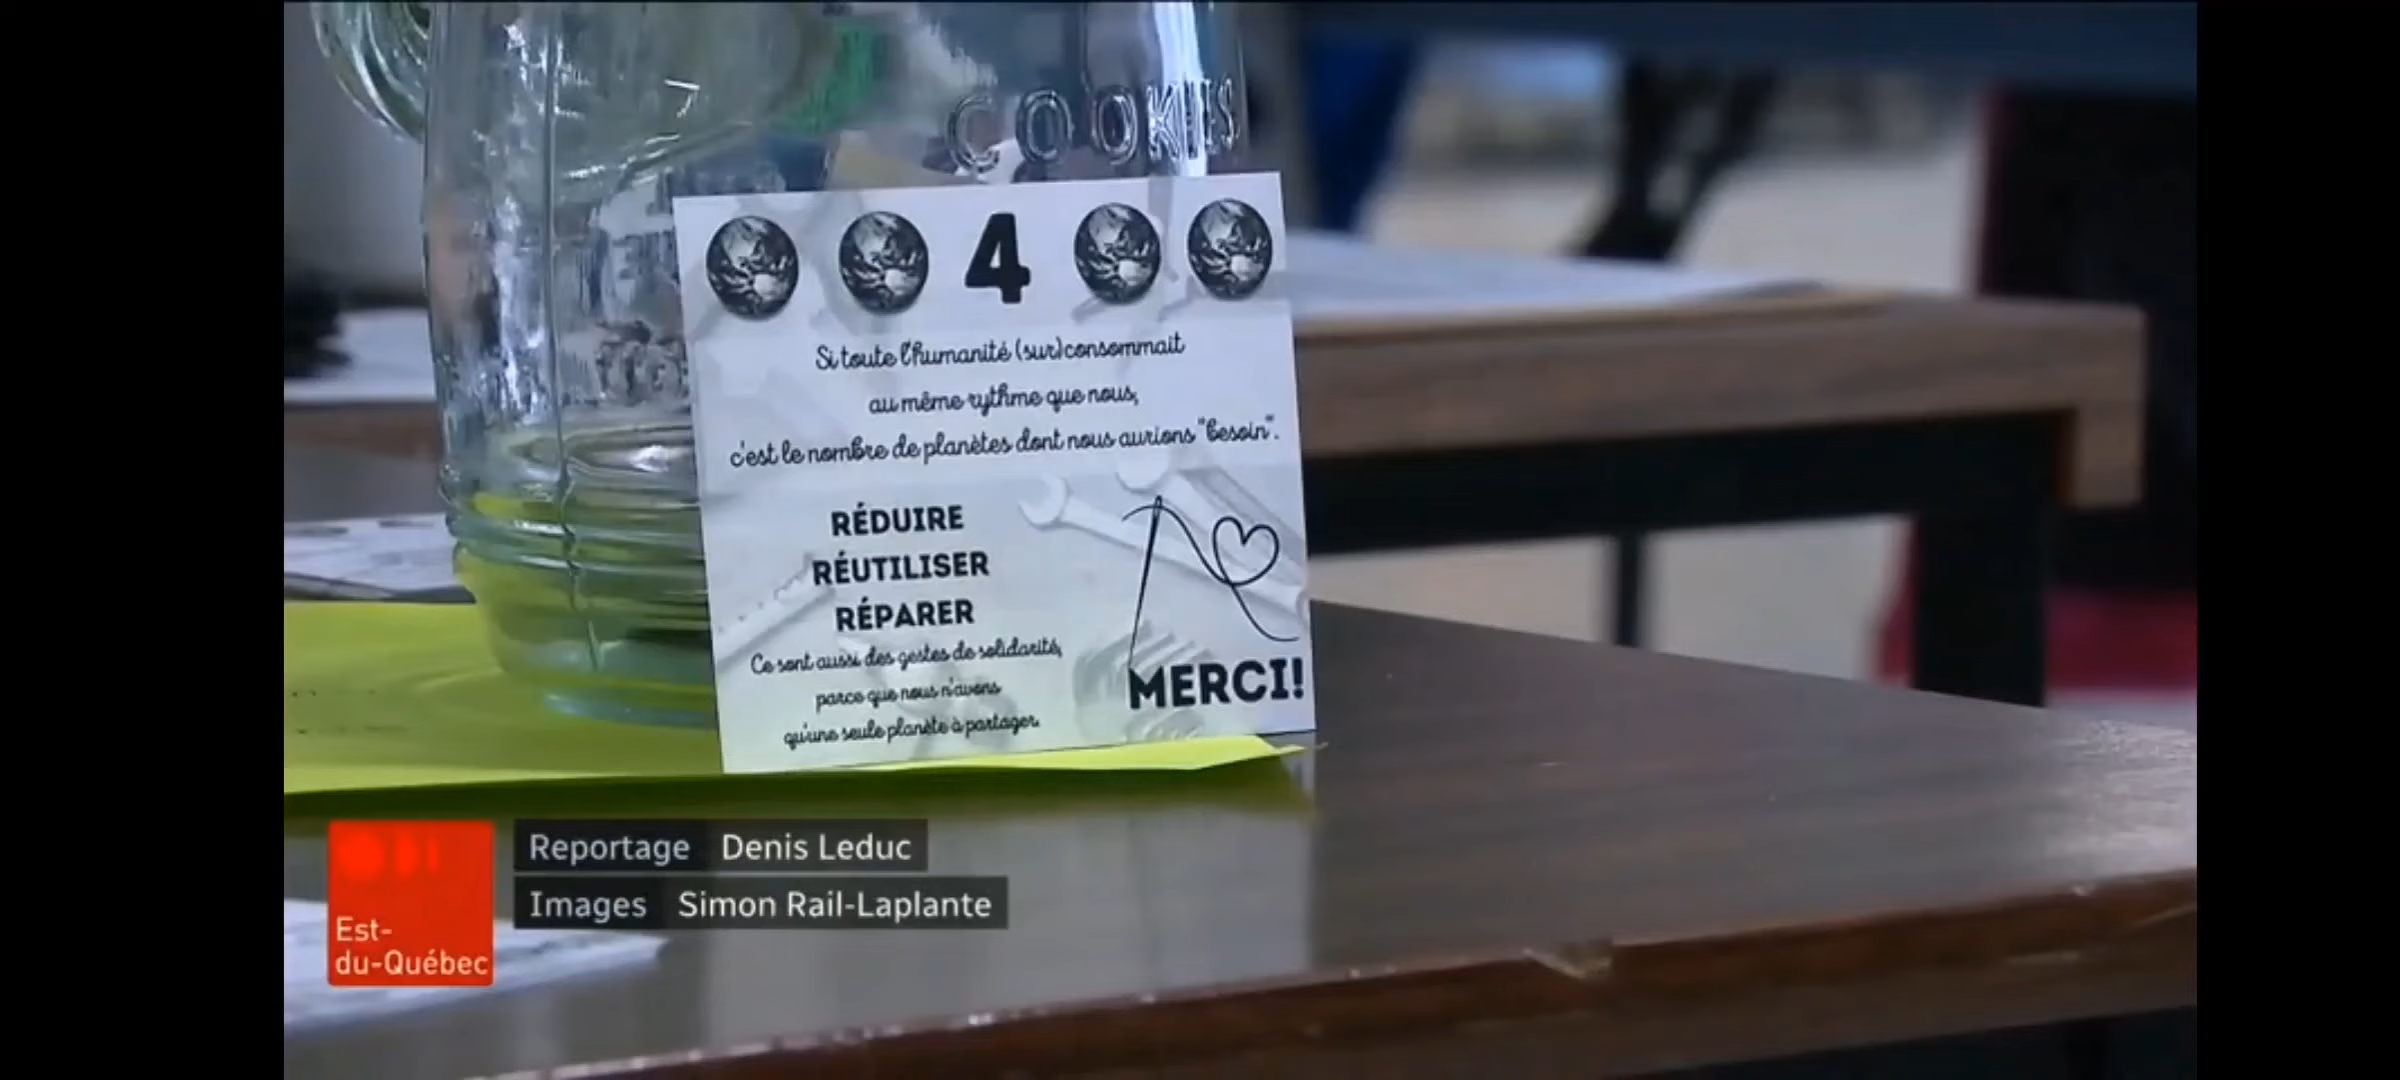 COOKIES
4
Si toute l'humanité (sur)consommait
au même rythme que nous,
c'est le nombre de planètes dont nous aurions "besoin".
RÉDUIRE
RÉUTILISER
RÉPARER
Ce sont aussi des gestes de solidarité,
parce que nous n'avons
qu'une seule planète à partager.
MERCI!
Reportage Denis Leduc
Images Simon Rail-Laplante
Est-
du-Québec